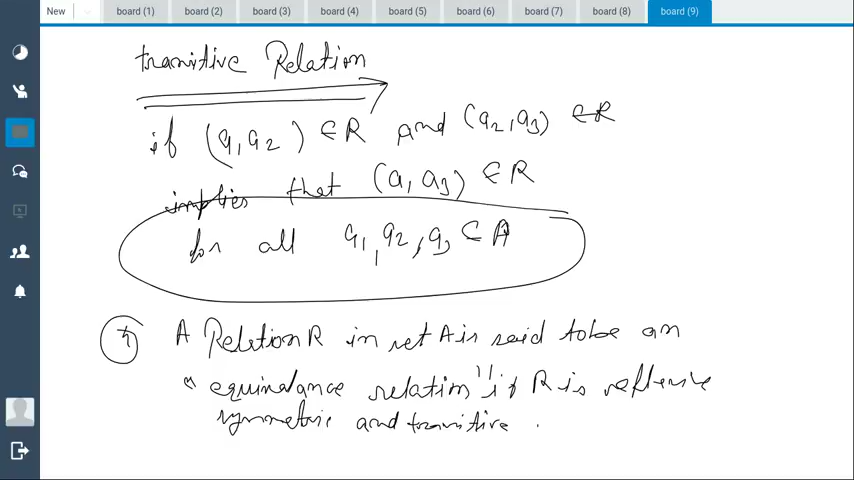 New board (1) board (2) board (3) board (4) board (5) board (6) board (7) board (8) board (9)
transitive Relation
if (a1, a2) ∈ R and (a2, a3) ∈ R
implies that (a1, a3) ∈ R
for all a1, a2, a3 ∈ A
A Relation R in set A is said to be an
"equivalance relation" if R is reflexive
symmetric and transitive .